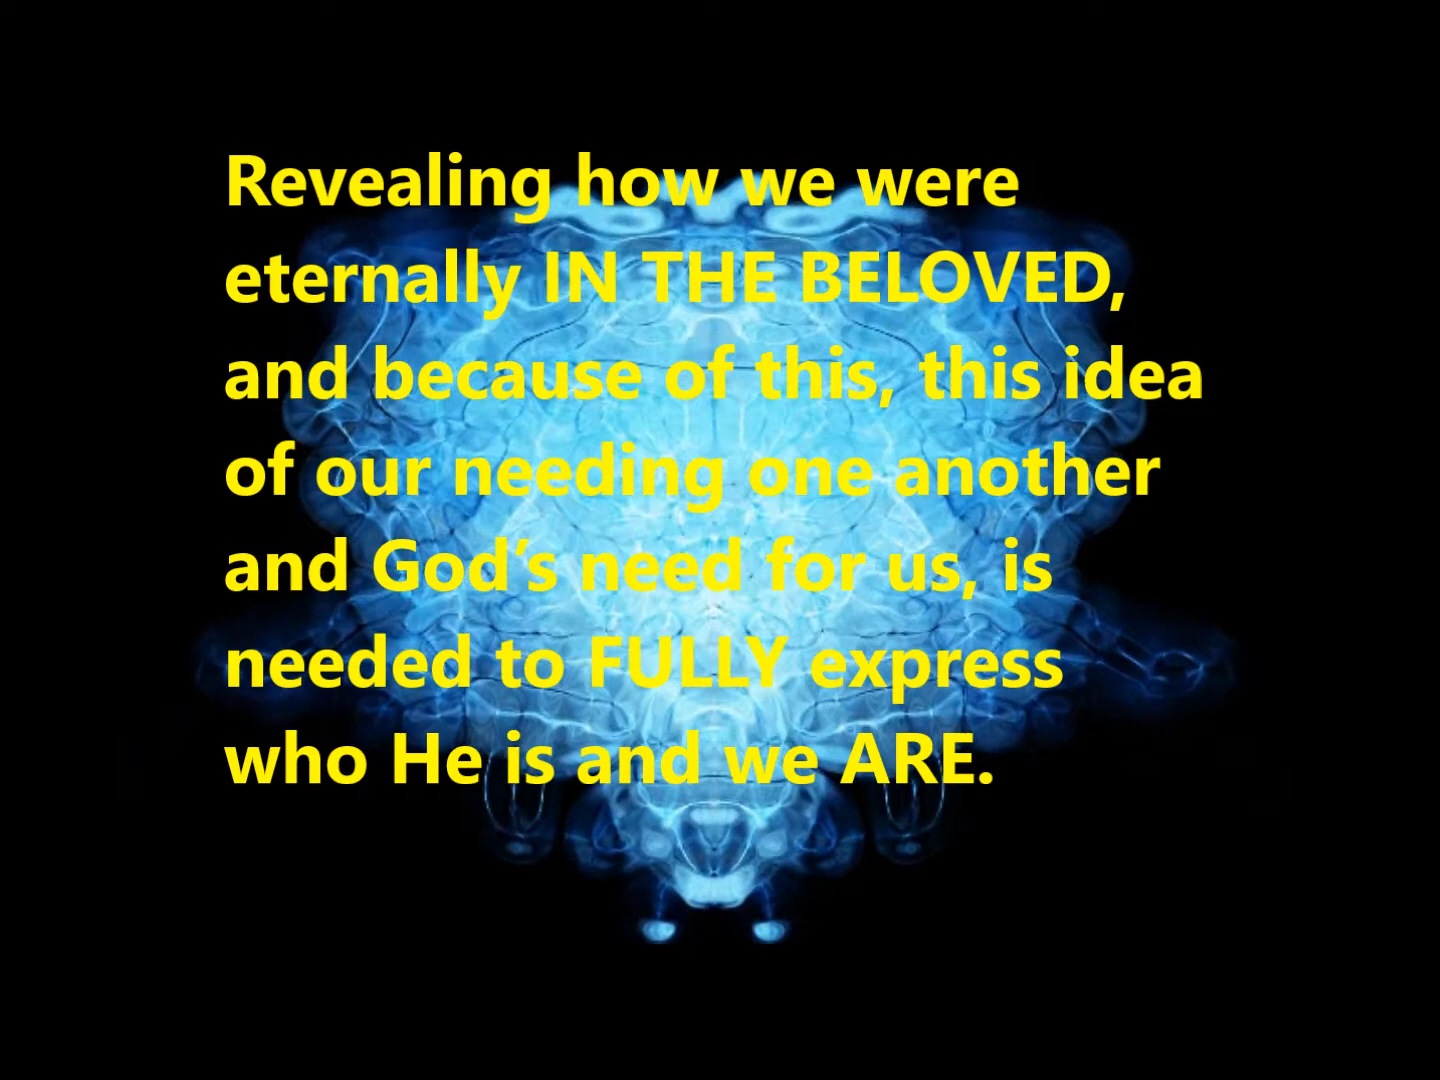 Revealing how we were
eternally IN THE BELOVED,
and because of this, this idea
of our needing one another
and God’s need for us, is
needed to FULLY express
who He is and we ARE.